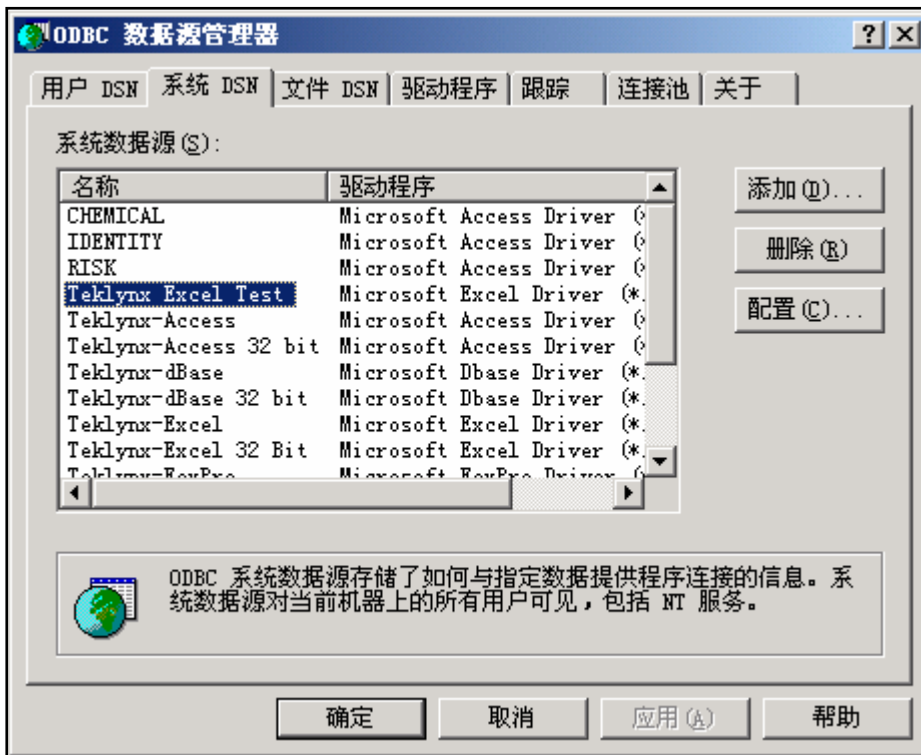 ODBC 数据源管理器
用户 DSN 系统 DSN 文件 DSN 驱动程序 跟踪 连接池 关于
系统数据源(S):
名称 驱动程序
CHEMICAL Microsoft Access Driver (
IDENTITY Microsoft Access Driver (
RISK Microsoft Access Driver (
Teklynx Excel Test Microsoft Excel Driver (*.
Teklynx-Access Microsoft Access Driver (
Teklynx-Access 32 bit Microsoft Access Driver (
Teklynx-dBase Microsoft Dbase Driver (*.
Teklynx-dBase 32 bit Microsoft Dbase Driver (*.
Teklynx-Excel Microsoft Excel Driver (*.
Teklynx-Excel 32 Bit Microsoft Excel Driver (*.
添加(D)...
删除(R)
配置(C)...
ODBC 系统数据源存储了如何与指定数据提供程序连接的信息。系
统数据源对当前机器上的所有用户可见，包括 NT 服务。
确定 取消 应用(A) 帮助